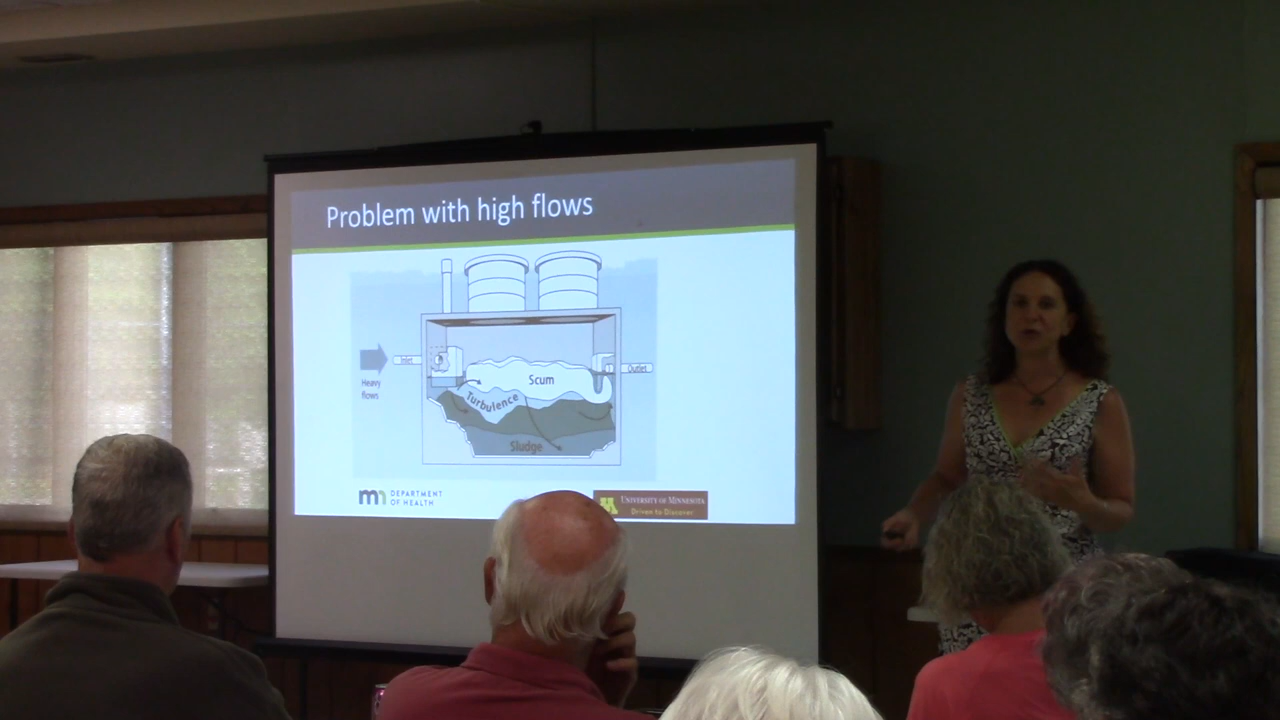 Problem with high flows
Inlet
Outlet
Heavy
flows
Scum
Turbulence
Sludge
mn DEPARTMENT
OF HEALTH
M UNIVERSITY OF MINNESOTA
Driven to Discover